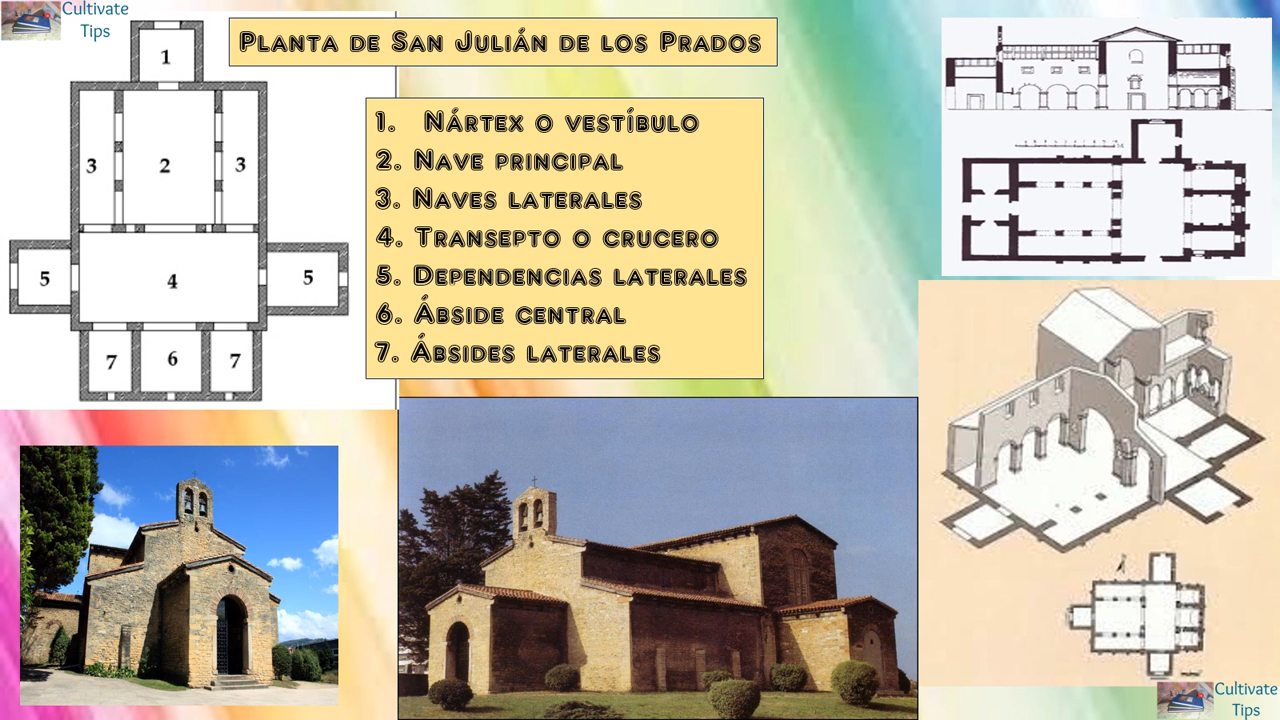 Cultivate
Tips
Planta de San Julián de los Prados
1
3
2
3
5
4
5
7
6
7
1. Nártex o vestíbulo
2. Nave principal
3. Naves laterales
4. Transepto o crucero
5. Dependencias laterales
6. Ábside central
7. Ábsides laterales
Cultivate
Tips